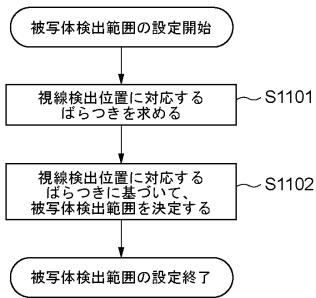 被写体検出範囲の設定開始
視線検出位置に対応する
ばらつきを求める
S1101
視線検出位置に対応する
ばらつきに基づいて、
被写体検出範囲を決定する
S1102
被写体検出範囲の設定終了